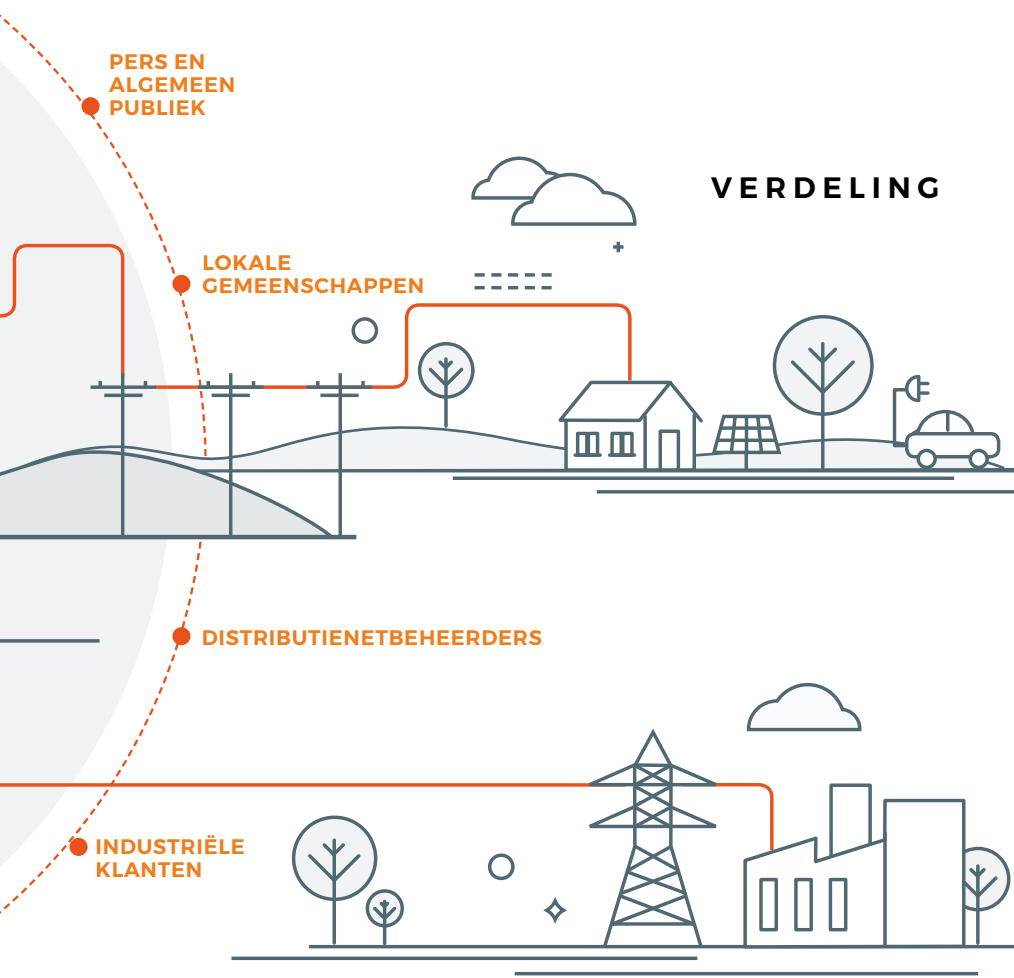 PERS EN
ALGEMEEN
PUBLIEK
VERDELING
LOKALE
GEMEENSCHAPPEN
DISTRIBUTIENETBEHEERDERS
INDUSTRIËLE
KLANTEN